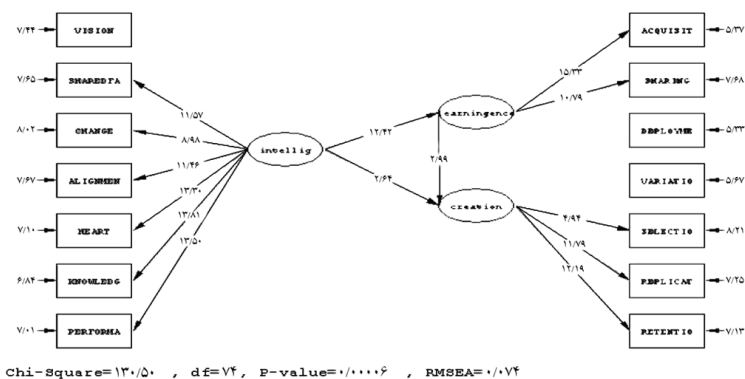 ۷/۴۴ VISION ACQUISIT ۵/۳۷
۷/۶۵ SHAREDFA ۱۵/۳۳ SHARING ۷/۶۸
۱۱/۵۷ ۱۰/۷۹
۸/۰۲ CHANGE ۸/۹۸ ۱۲/۴۲ earningence DEPLOYME ۵/۳۳
۷/۶۷ ALIGNMEN ۱۱/۴۶ intellig ۲/۹۹ VARIATIO ۵/۶۷
۱۳/۳۰ ۲/۶۴
۷/۱۰ HEART ۱۳/۸۱ creation ۴/۹۴ SELECTIO ۸/۲۱
۱۳/۵۰ ۱۱/۷۹
۶/۸۴ KNOWLEDG ۱۲/۱۹ REPLICAT ۷/۲۵
۷/۰۱ PERFORMA RETENTIO ۷/۱۳
Chi-Square=۱۳۰/۵۰ , df=۷۴, P-value=۰/۰۰۰۰۶ , RMSEA=۰/۰۷۴